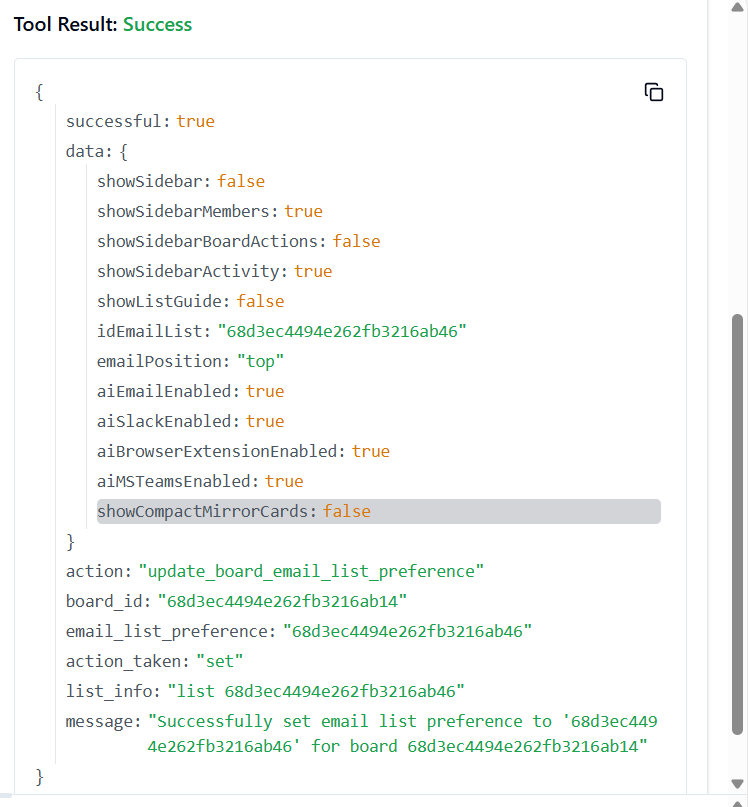 Tool Result: Success
{
successful: true
data: {
showSidebar: false
showSidebarMembers: true
showSidebarBoardActions: false
showSidebarActivity: true
showListGuide: false
idEmailList: "68d3ec4494e262fb3216ab46"
emailPosition: "top"
aiEmailEnabled: true
aiSlackEnabled: true
aiBrowserExtensionEnabled: true
aiMSTeamsEnabled: true
showCompactMirrorCards: false
}
action: "update_board_email_list_preference"
board_id: "68d3ec4494e262fb3216ab14"
email_list_preference: "68d3ec4494e262fb3216ab46"
action_taken: "set"
list_info: "list 68d3ec4494e262fb3216ab46"
message: "Successfully set email list preference to '68d3ec449
4e262fb3216ab46' for board 68d3ec4494e262fb3216ab14"
}